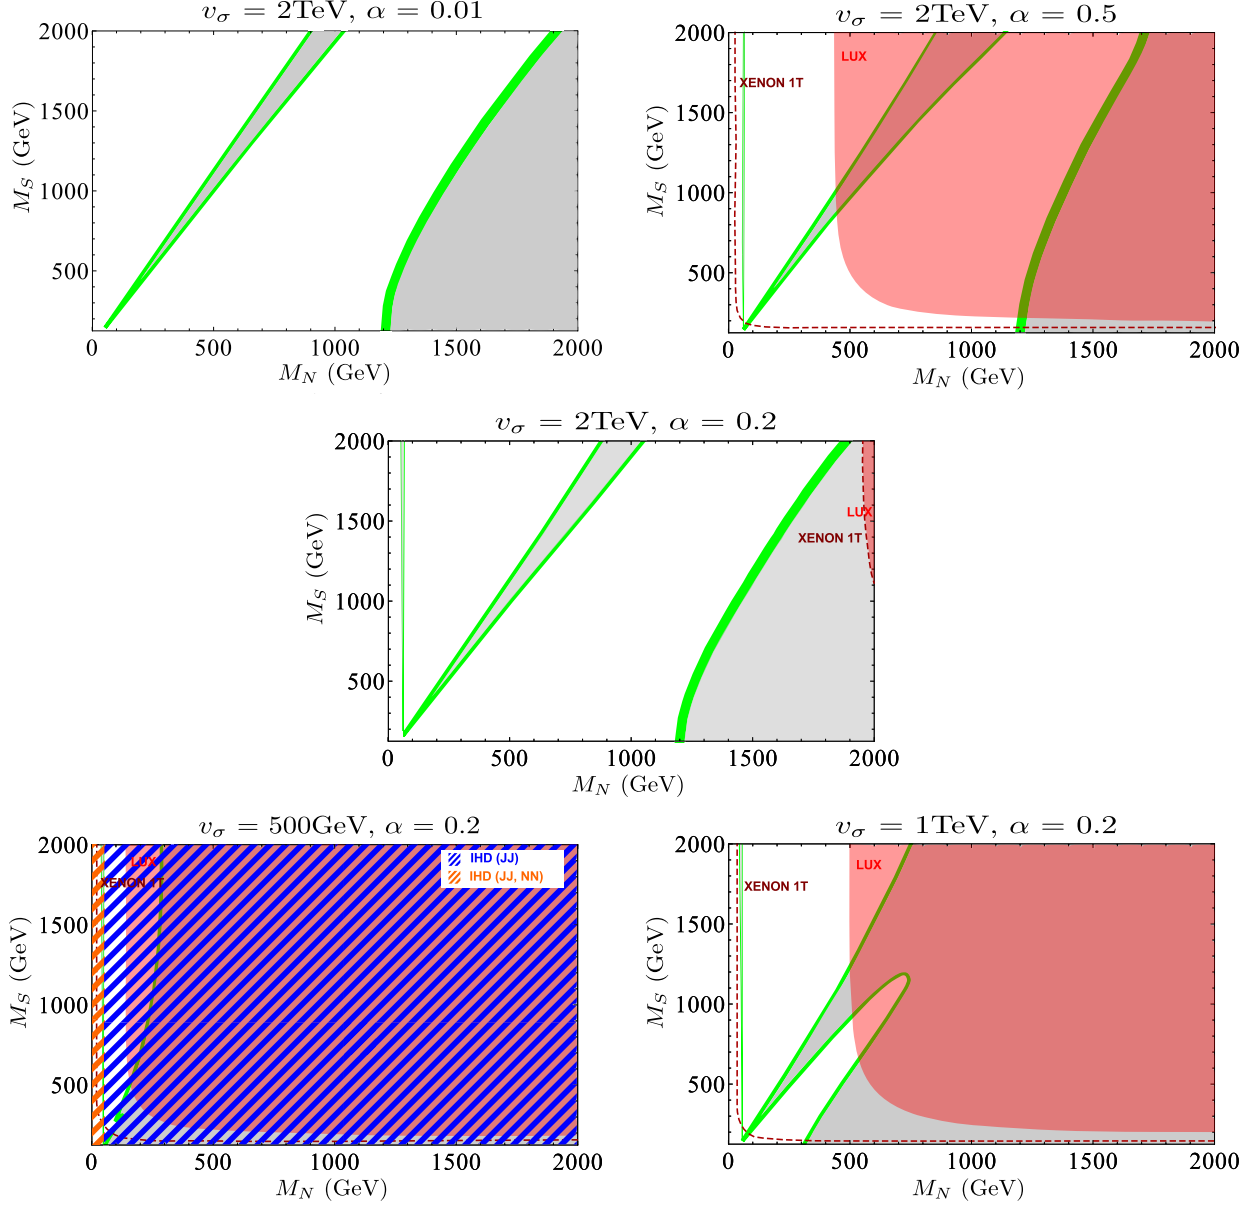 v_σ = 2TeV, α = 0.01
2000
1500
1000
500
M_S (GeV)
0 500 1000 1500 2000
M_N (GeV)
v_σ = 2TeV, α = 0.5
2000
1500
1000
500
M_S (GeV)
LUX
XENON 1T
0 500 1000 1500 2000
M_N (GeV)
v_σ = 2TeV, α = 0.2
2000
1500
1000
500
M_S (GeV)
LUX
XENON 1T
0 500 1000 1500 2000
M_N (GeV)
v_σ = 500GeV, α = 0.2
2000
1500
1000
500
M_S (GeV)
LUX
XENON 1T
IHD (JJ)
IHD (JJ, NN)
0 500 1000 1500 2000
M_N (GeV)
v_σ = 1TeV, α = 0.2
2000
1500
1000
500
M_S (GeV)
LUX
XENON 1T
0 500 1000 1500 2000
M_N (GeV)